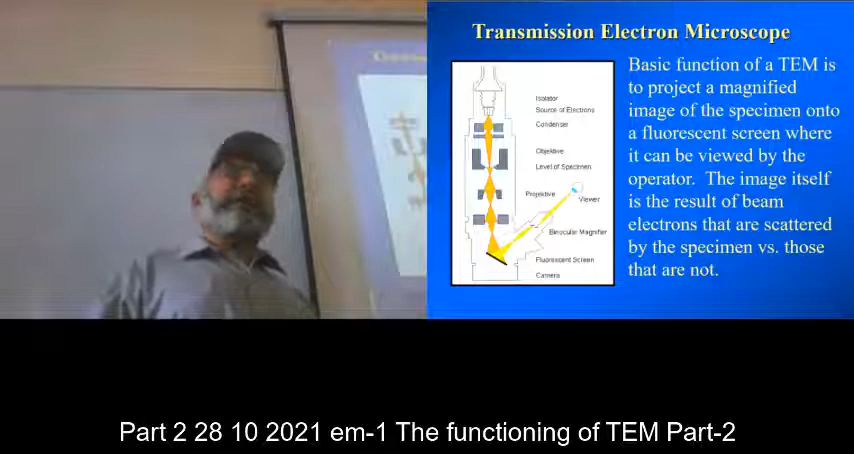 Transmission Electron Microscope
Isolator
Source of Electrons
Condenser
Objektive
Level of Specimen
Projektive
Viewer
Binocular Magnifier
Fluorescent Screen
Camera
Basic function of a TEM is
to project a magnified
image of the specimen onto
a fluorescent screen where
it can be viewed by the
operator. The image itself
is the result of beam
electrons that are scattered
by the specimen vs. those
that are not.
Part 2 28 10 2021 em-1 The functioning of TEM Part-2